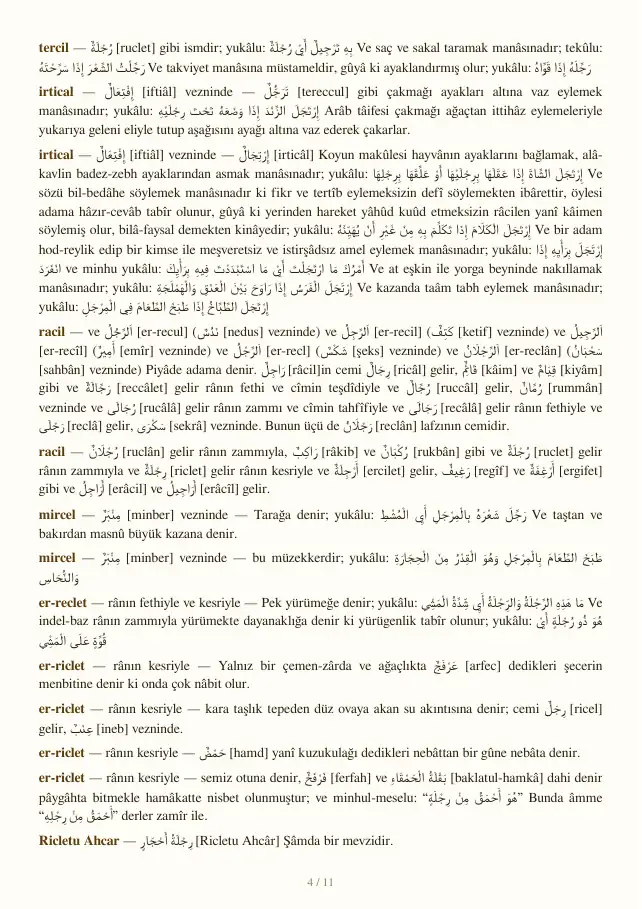 tercil — رُجْلَةٌ [ruclet] gibi ismdir; yukâlu: بِهِ تَرْجِيلٌ أَيْ رُجْلَةٌ Ve saç ve sakal taramak manâsınadır; tekûlu:
رَجَّلْتُ الشَّعْرَ إِذَا سَرَّحْتَهُ Ve takviyet manâsına müstameldir, gûyâ ki ayaklandırmış olur; yukâlu: رَجَّلَهُ إِذَا قَوَّاهُ
irtical — إِفْتِعَالٌ [iftiâl] vezninde — تَرَجُّلٌ [tereccul] gibi çakmağı ayakları altına vaz eylemek
manâsınadır; yukâlu: إِرْتَجَلَ الزَّنْدَ إِذَا وَضَعَهُ تَحْتَ رِجْلَيْهِ Arâb tâifesi çakmağı ağaçtan ittihâz eylemeleriyle
yukarıya geleni eliyle tutup aşağısını ayağı altına vaz ederek çakarlar.
irtical — إِفْتِعَالٌ [iftiâl] vezninde — إِرْتِجَالٌ [irticâl] Koyun makûlesi hayvânın ayaklarını bağlamak, alâ-
kavlin badez-zebh ayaklarından asmak manâsınadır; yukâlu: إِرْتَجَلَ الشَّاةَ إِذَا عَقَلَهَا بِرِجْلَيْهَا أَوْ عَلَّقَهَا بِرِجْلِهَا Ve
sözü bil-bedâhe söylemek manâsınadır ki fikr ve tertîb eylemeksizin defî söylemekten ibârettir, öylesi
adama hâzır-cevâb tabîr olunur, gûyâ ki yerinden hareket yâhûd kuûd etmeksizin râcilen yanî kâimen
söylemiş olur, bilâ-faysal demekten kinâyedir; yukâlu: إِرْتَجَلَ الْكَلَامَ إِذَا تَكَلَّمَ بِهِ مِنْ غَيْرِ أَنْ يُهَيِّئَهُ Ve bir adam
hod-reylik edip bir kimse ile meşveretsiz ve istirşâdsız amel eylemek manâsınadır; yukâlu: إِرْتَجَلَ بِرَأْيِهِ إِذَا
انْفَرَدَ ve minhu yukâlu: أَمْرُكَ مَا ارْتَجَلْتَ أَيْ مَا اسْتَبْدَدْتَ فِيهِ بِرَأْيِكَ Ve at eşkin ile yorga beyninde nakıllamak
manâsınadır; yukâlu: إِرْتَجَلَ الْفَرَسُ إِذَا رَاوَحَ بَيْنَ الْعَنَقِ وَالْهَمْلَجَةِ Ve kazanda taâm tabh eylemek manâsınadır;
yukâlu: إِرْتَجَلَ الطَّبَّاخُ إِذَا طَبَخَ الطَّعَامَ فِي الْمِرْجَلِ
racil — ve اَلرَّجُلُ [er-recul] (نَدُسٌ [nedus] vezninde) ve اَلرَّجِلُ [er-recil] (كَتِفٌ [ketif] vezninde) ve اَلرَّجِيلُ
[er-recîl] (أَمِيرٌ [emîr] vezninde) ve اَلرَّجْلُ [er-recl] (شَكْسٌ [şeks] vezninde) ve اَلرَّجْلَانُ [er-reclân] (سَحْبَانُ
[sahbân] vezninde) Piyâde adama denir. رَاجِلٌ [râcil]in cemi رِجَالٌ [ricâl] gelir, قَائِمٌ [kâim] ve قِيَامٌ [kiyâm]
gibi ve رَجَّالَةٌ [reccâlet] gelir rânın fethi ve cîmin teşdîdiyle ve رُجَّالٌ [ruccâl] gelir, رُمَّانٌ [rummân]
vezninde ve رُجَالَى [rucâlâ] gelir rânın zammı ve cîmin tahfîfiyle ve رَجَالَى [recâlâ] gelir rânın fethiyle ve
رَجْلَى [reclâ] gelir, سَكْرَى [sekrâ] vezninde. Bunun üçü de رَجْلَانُ [reclân] lafzının cemidir.
racil — رُجْلَانٌ [ruclân] gelir rânın zammıyla, رَاكِبٌ [râkib] ve رُكْبَانٌ [rukbân] gibi ve رُجْلَةٌ [ruclet] gelir
rânın zammıyla ve رِجْلَةٌ [riclet] gelir rânın kesriyle ve أَرْجِلَةٌ [ercilet] gelir, رَغِيفٌ [regîf] ve أَرْغِفَةٌ [ergifet]
gibi ve أَرَاجِلُ [erâcil] ve أَرَاجِيلُ [erâcîl] gelir.
mircel — مِنْبَرٌ [minber] vezninde — Tarağa denir; yukâlu: رَجَّلَ شَعْرَهُ بِالْمِرْجَلِ أَيِ الْمُشْطِ Ve taştan ve
bakırdan masnû büyük kazana denir.
mircel — مِنْبَرٌ [minber] vezninde — bu müzekkerdir; yukâlu: طَبَخَ الطَّعَامَ بِالْمِرْجَلِ وَهُوَ الْقِدْرُ مِنَ الْحِجَارَةِ
وَالنُّحَاسِ
er-reclet — rânın fethiyle ve kesriyle — Pek yürümeğe denir; yukâlu: مَا هَذِهِ الرَّجْلَةُ وَالرِّجْلَةُ أَيْ شِدَّةُ الْمَشْيِ Ve
indel-baz rânın zammıyla yürümekte dayanaklığa denir ki yürügenlik tabîr olunur; yukâlu: هُوَ ذُو رُجْلَةٍ أَيْ
قُوَّةٍ عَلَى الْمَشْيِ
er-riclet — rânın kesriyle — Yalnız bir çemen-zârda ve ağaçlıkta عَرْفَجٌ [arfec] dedikleri şecerin
menbitine denir ki onda çok nâbit olur.
er-riclet — rânın kesriyle — kara taşlık tepeden düz ovaya akan su akıntısına denir; cemi رِجَلٌ [ricel]
gelir, عِنَبٌ [ineb] vezninde.
er-riclet — rânın kesriyle — حَمْضٌ [hamd] yanî kuzukulağı dedikleri nebâttan bir gûne nebâta denir.
er-riclet — rânın kesriyle — semiz otuna denir, فَرْفَخٌ [ferfah] ve بَقْلَةُ الْحَمْقَاءِ [baklatul-hamkâ] dahi denir
pâygâhta bitmekle hamâkatte nisbet olunmuştur; ve minhul-meselu: “هُوَ أَحْمَقُ مِنْ رِجْلَةٍ” Bunda âmme
“أَحْمَقُ مِنْ رِجْلِهِ” derler zamîr ile.
Ricletu Ahcar — رِجْلَةُ أَحْجَارٍ [Ricletu Ahcâr] Şâmda bir mevzidir.
4 / 11